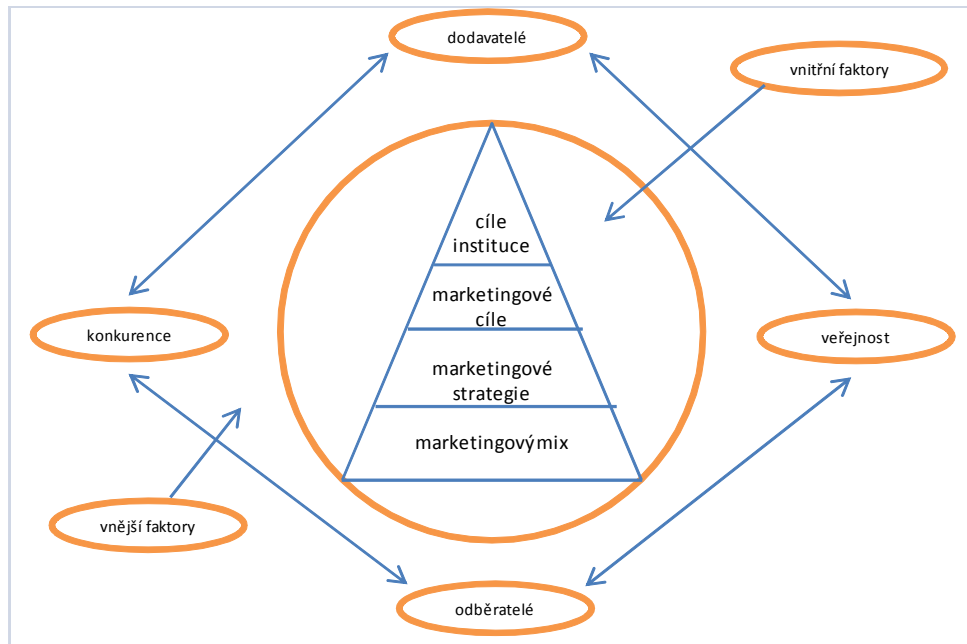 dodavatelé
vnitřní faktory
cíle
instituce
marketingové
cíle
konkurence
veřejnost
marketingové
strategie
marketingovýmix
vnější faktory
odběratelé